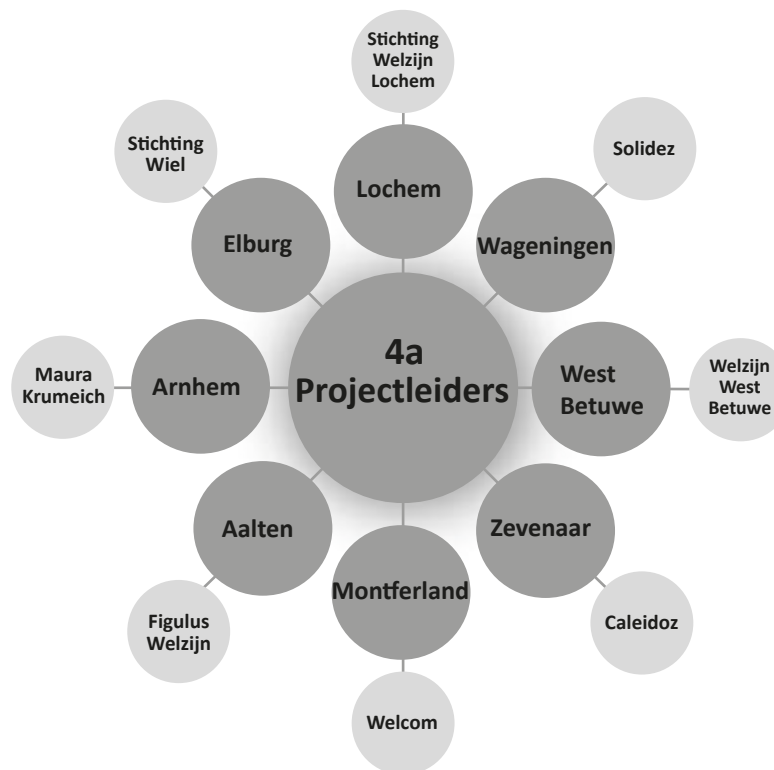 4a
Projectleiders
Lochem
Stichting
Welzijn
Lochem
Wageningen
Solidez
West
Betuwe
Welzijn
West
Betuwe
Zevenaar
Caleidoz
Montferland
Welcom
Aalten
Figulus
Welzijn
Arnhem
Maura
Krumeich
Elburg
Stichting
Wiel